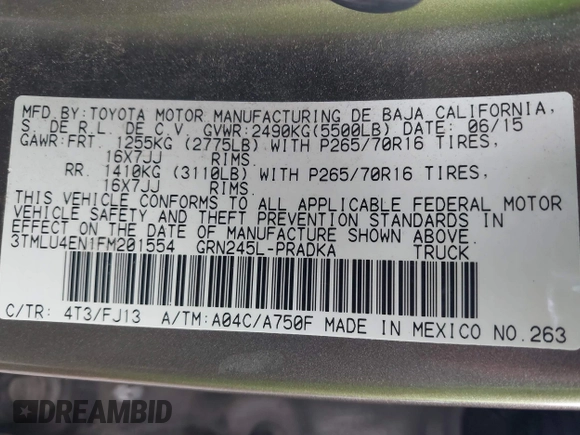 MFD.BY:TOYOTA MOTOR MANUFACTURING DE BAJA CALIFORNIA,
S. DE R.L. DE C.V. GVWR:2490KG(5500LB) DATE: 06/15
GAWR:FRT. 1255KG (2775LB) WITH P265/70R16 TIRES,
16X7JJ RIMS.
RR. 1410KG (3110LB) WITH P265/70R16 TIRES,
16X7JJ RIMS.
THIS VEHICLE CONFORMS TO ALL APPLICABLE FEDERAL MOTOR
VEHICLE SAFETY AND THEFT PREVENTION STANDARDS IN
EFFECT ON THE DATE OF MANUFACTURE SHOWN ABOVE.
3TMLU4EN1FM201554 GRN245L-PRADKA TRUCK
C/TR: 4T3/FJ13 A/TM:A04C/A750F MADE IN MEXICO NO.263
DREAMBID